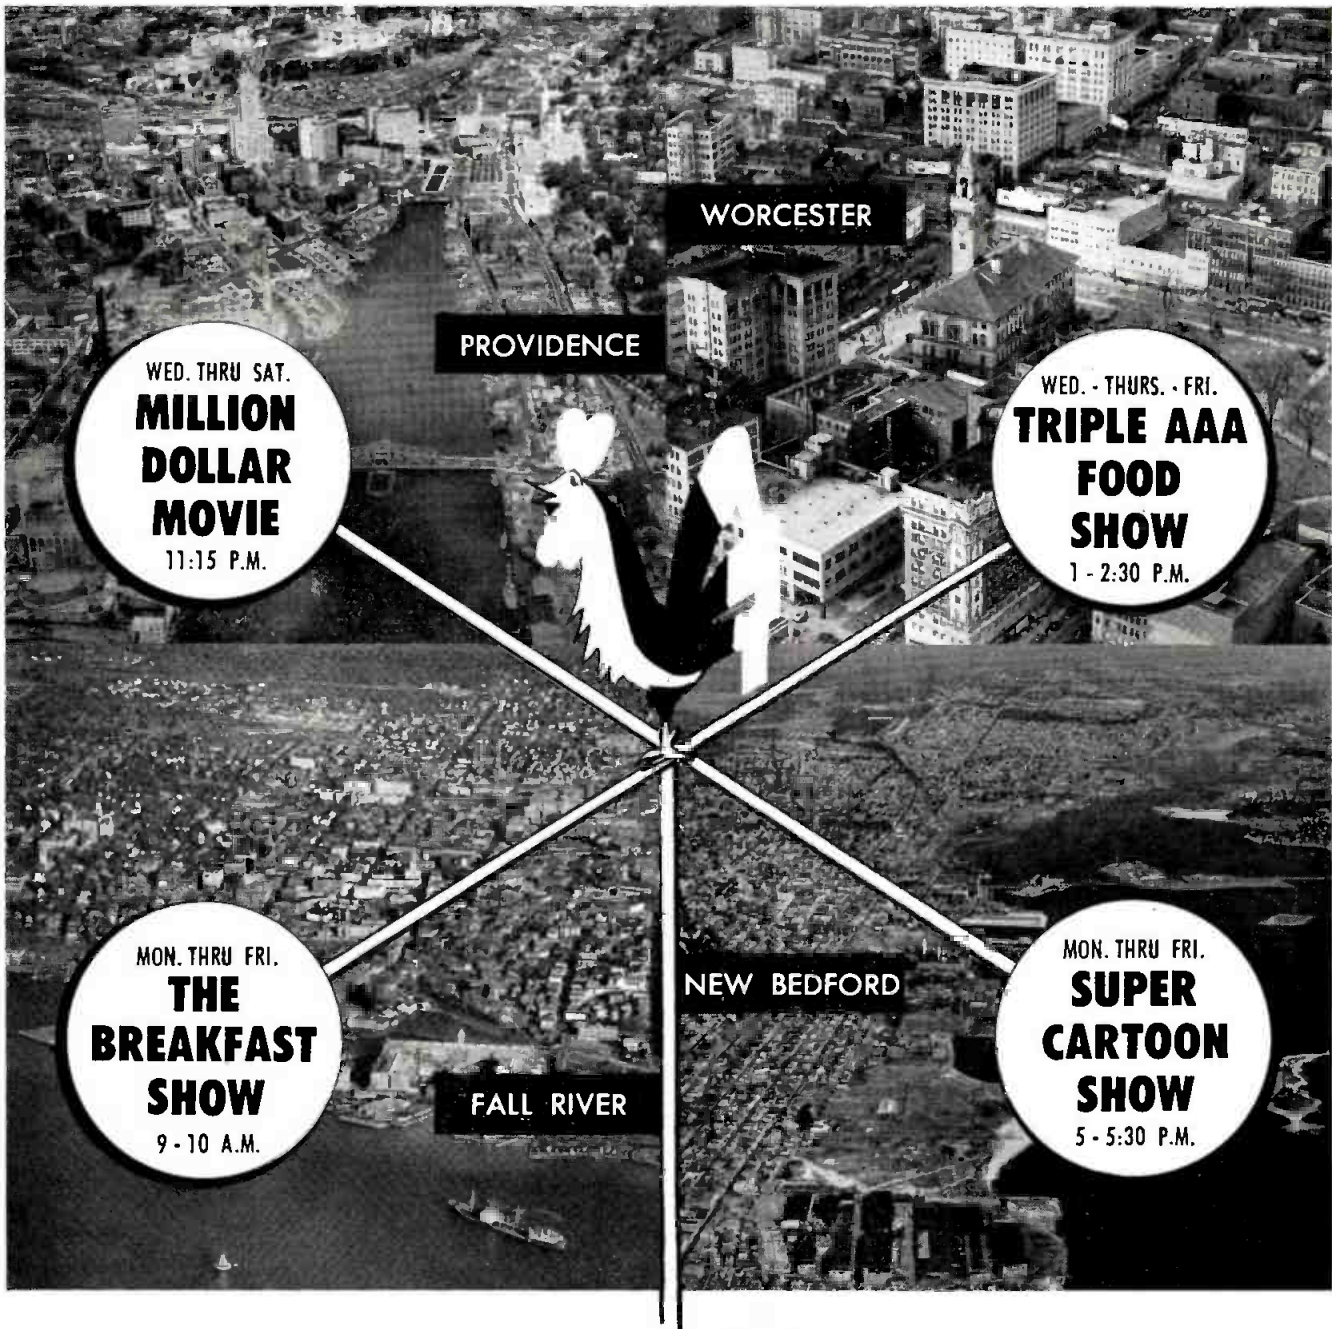 WORCESTER
PROVIDENCE
WED. THRU SAT.
MILLION
DOLLAR
MOVIE
11:15 P.M.
WED. - THURS. - FRI.
TRIPLE AAA
FOOD
SHOW
1 - 2:30 P.M.
MON. THRU FRI.
THE
BREAKFAST
SHOW
9 - 10 A.M.
NEW BEDFORD
FALL RIVER
MON. THRU FRI.
SUPER
CARTOON
SHOW
5 - 5:30 P.M.